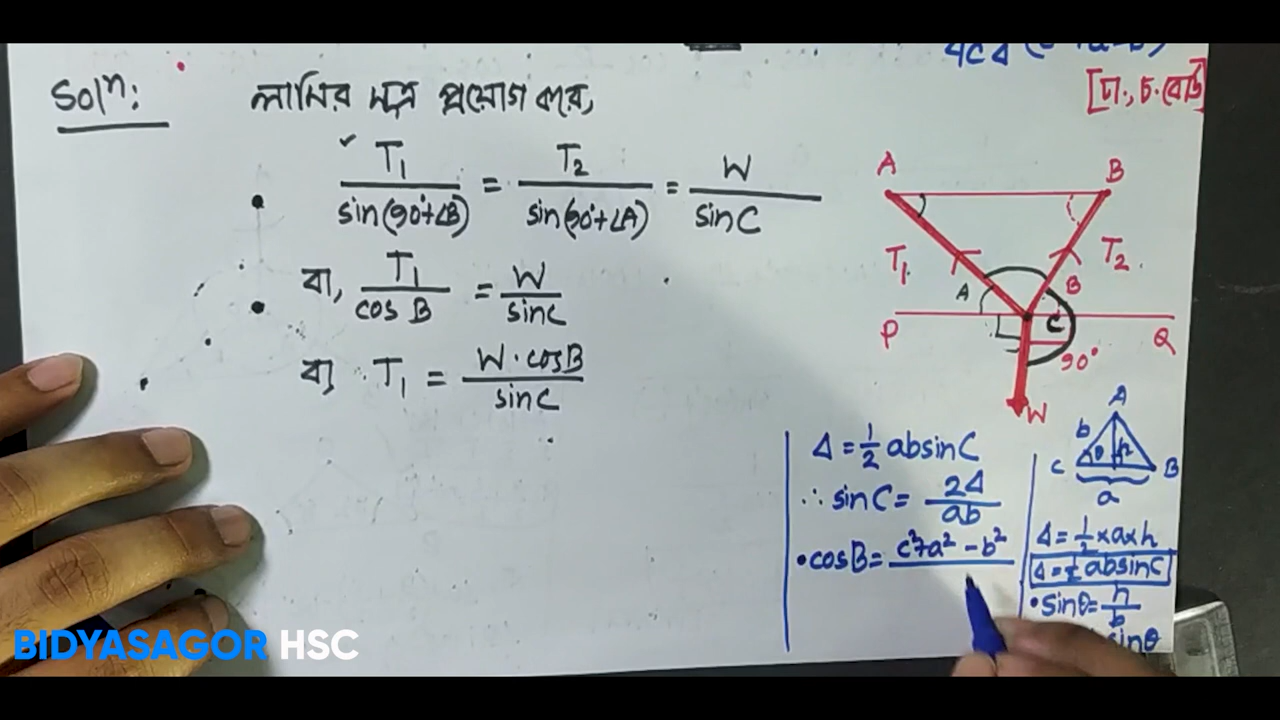 [ঢা., চ. বোর্ড]
Solⁿ: লামির সূত্র প্রয়োগ করে,
T₁/sin(90°+∠B) = T₂/sin(90°+∠A) = W/sinC
বা, T₁/cos B = W/sinC
বা, T₁ = W·cosB/sinC
A B
T₁ T₂
A B
P C Q
90°
W
Δ = ½ absinC
∴ sinC = 2Δ/ab
•cosB = c²+a²-b²
A
b h
C θ B
a
Δ = ½ × a × h
Δ = ½ absinC
•sinθ = h/b
sinθ
BIDYASAGOR HSC